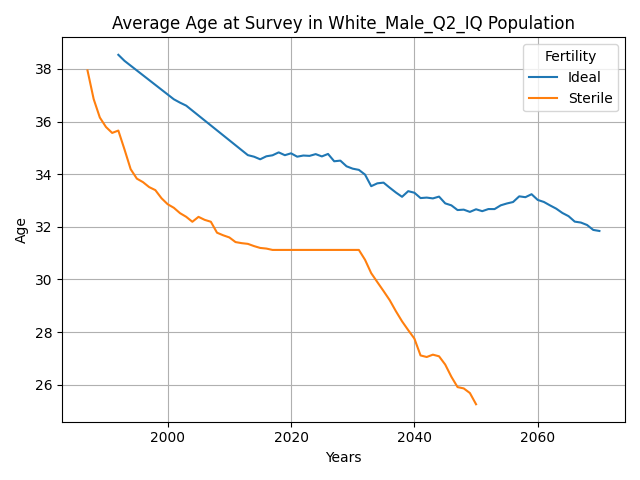 Average Age at Survey in White_Male_Q2_IQ Population
Fertility
Ideal
Sterile
Age
38
36
34
32
30
28
26
2000
2020
2040
2060
Years